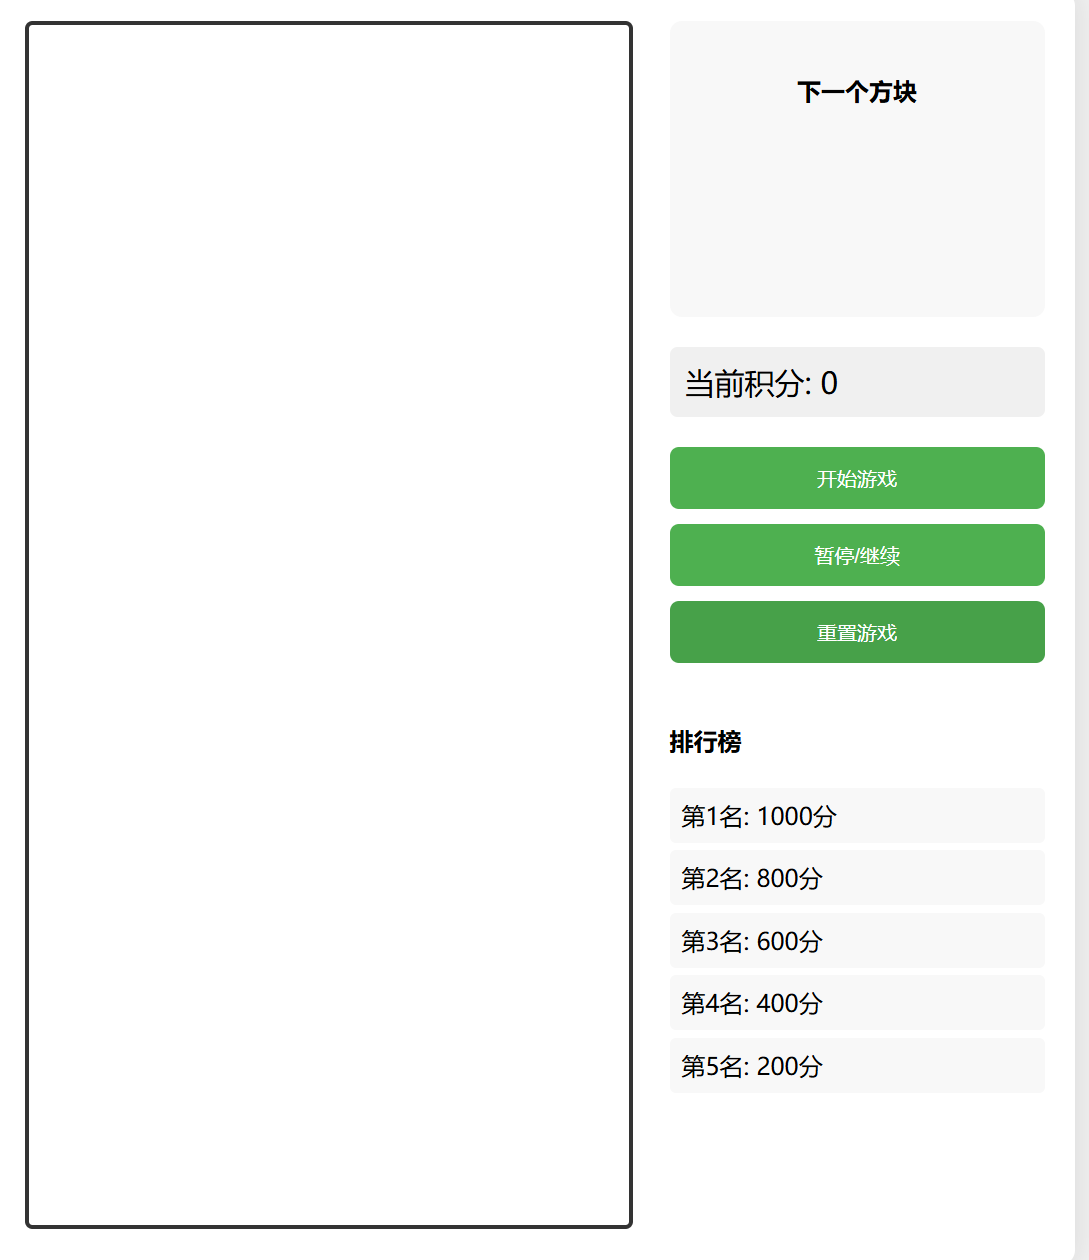 下一个方块
当前积分: 0
开始游戏
暂停/继续
重置游戏
排行榜
第1名: 1000分
第2名: 800分
第3名: 600分
第4名: 400分
第5名: 200分